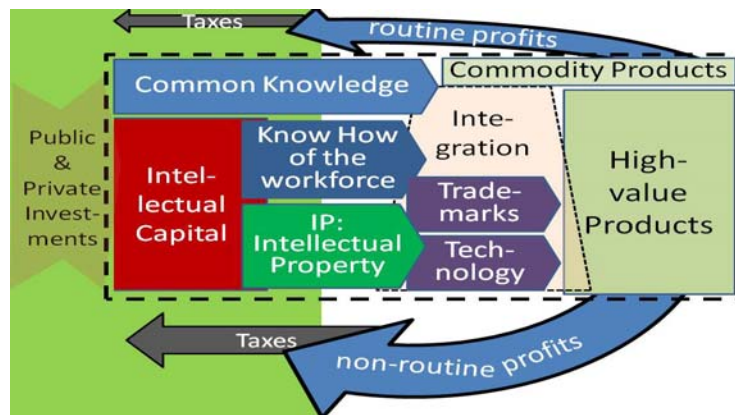 Taxes
routine profits
Common Knowledge
Commodity Products
Public
&
Private
Invest-
ments
Intel-
lectual
Capital
Know How
of the
workforce
IP:
Intellectual
Property
Inte-
gration
Trade-
marks
Tech-
nology
High-
value
Products
Taxes
non-routine profits